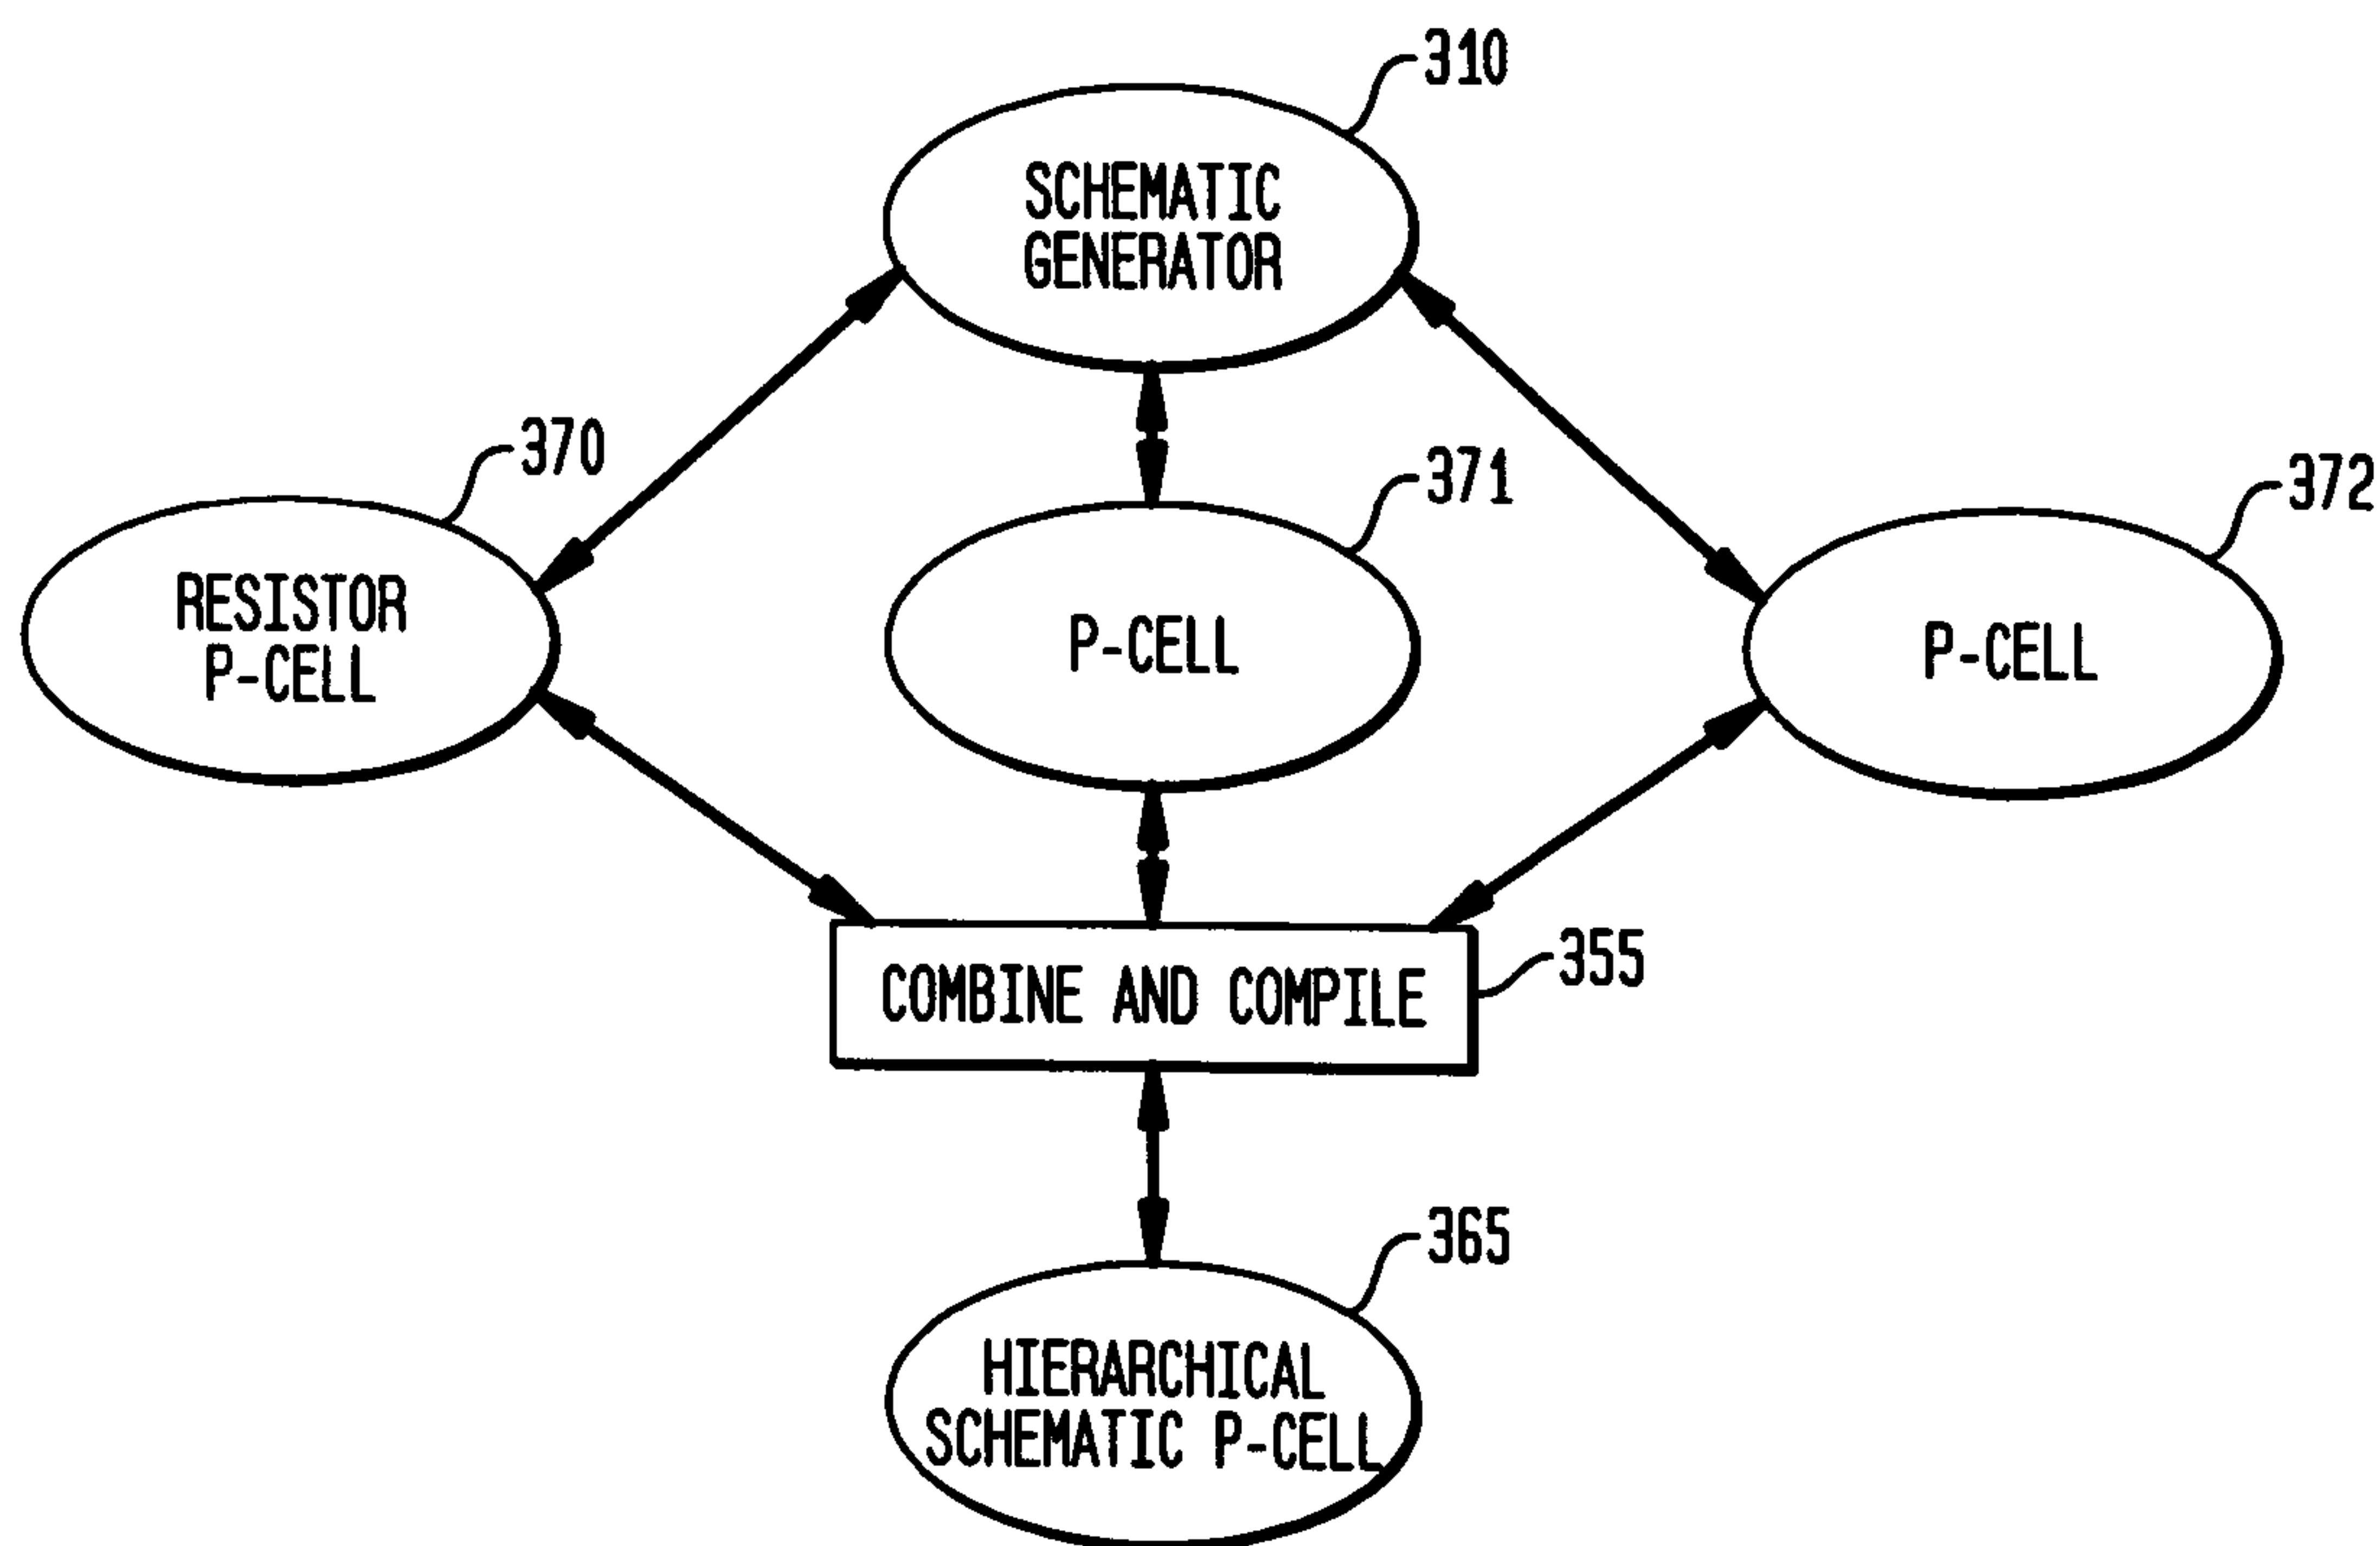 310
SCHEMATIC
GENERATOR
370
371
372
RESISTOR
P-CELL
P-CELL
P-CELL
COMBINE AND COMPILE
355
365
HIERARCHICAL
SCHEMATIC P-CELL